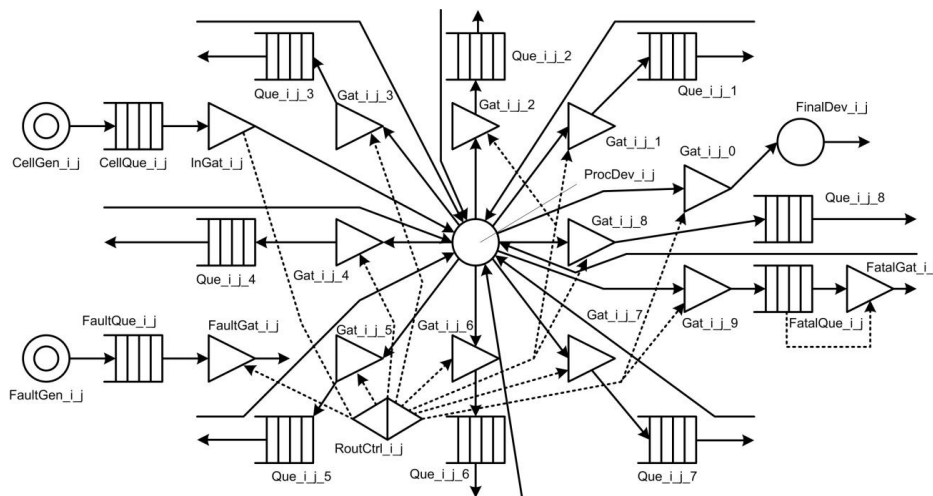 Que_i_j_2
Que_i_j_3
Gat_i_j_3
Gat_i_j_2
Que_i_j_1
FinalDev_i_j
CellGen_i_j
CellQue_i_j
InGat_i_j
Gat_i_j_1
Gat_i_j_0
ProcDev_i_j
Que_i_j_8
Gat_i_j_8
Que_i_j_4
Gat_i_j_4
FatalGat_i_
FaultQue_i_j
FaultGat_i_j
Gat_i_j_5
Gat_i_j_6
Gat_i_j_7
Gat_i_j_9
FatalQue_i_j
FaultGen_i_j
RoutCtrl_i_j
Que_i_j_5
Que_i_j_6
Que_i_j_7